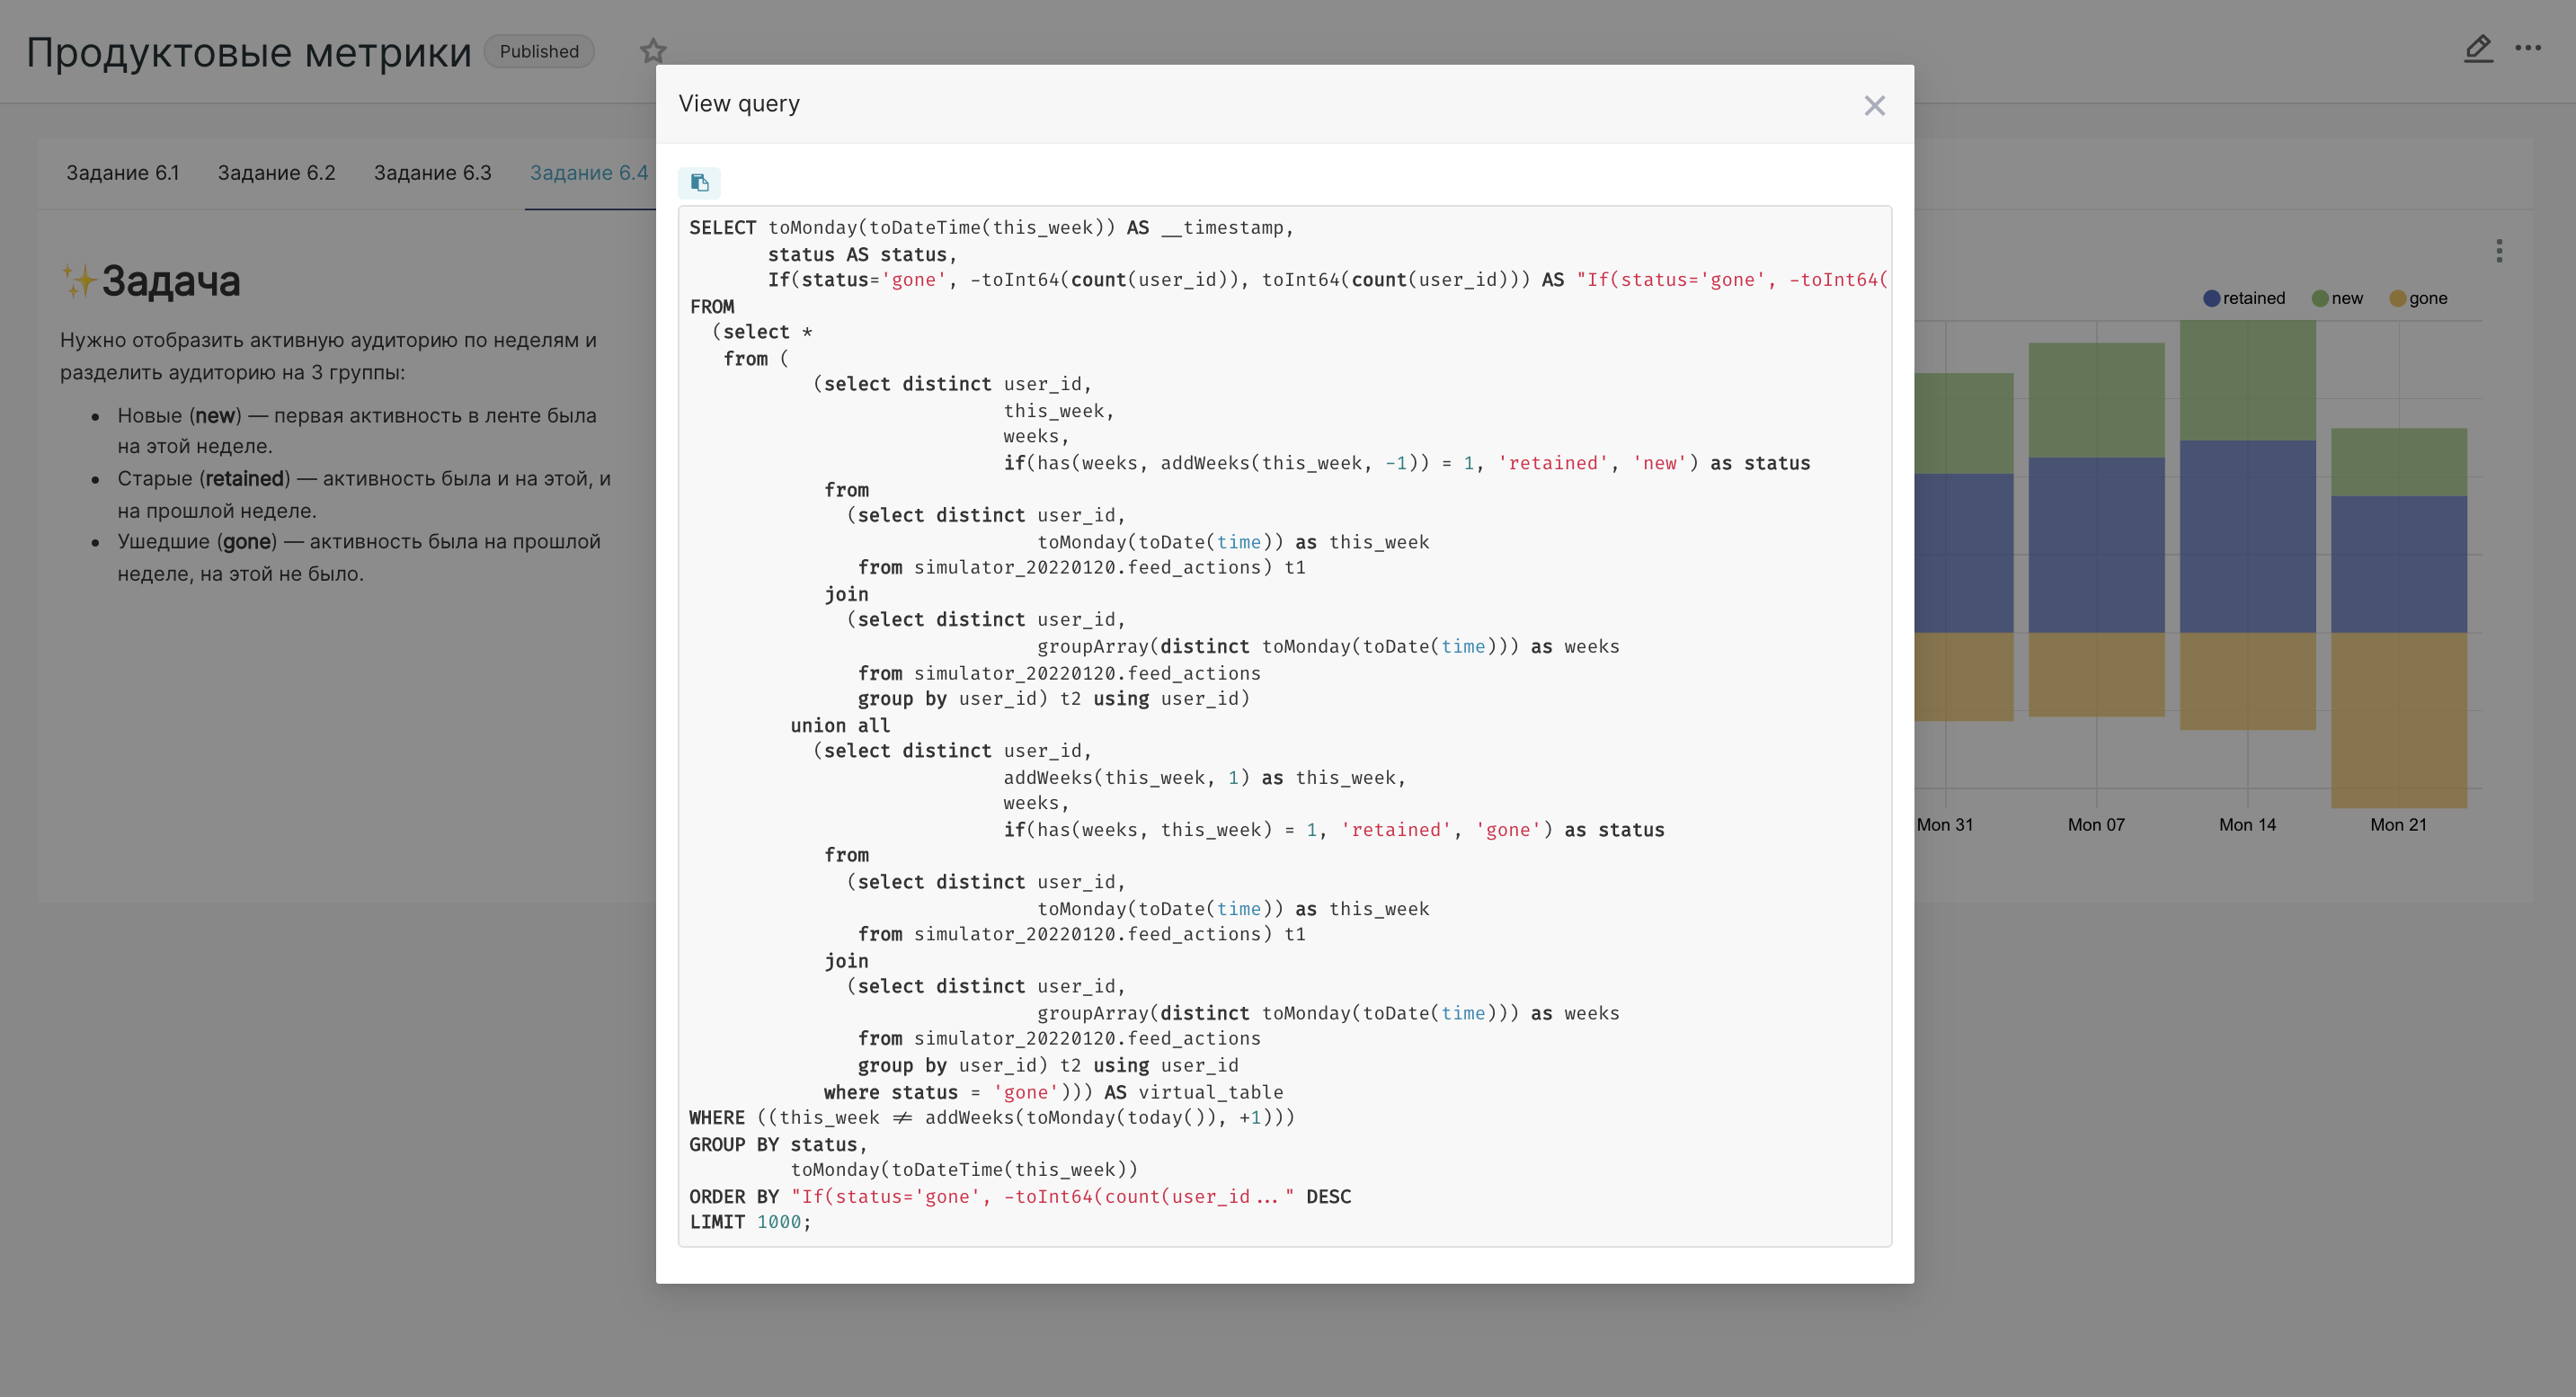 Продуктовые метрики Published
View query
Задание 6.1 Задание 6.2 Задание 6.3 Задание 6.4
✨Задача
Нужно отобразить активную аудиторию по неделям и
разделить аудиторию на 3 группы:
• Новые (new) — первая активность в ленте была
на этой неделе.
• Старые (retained) — активность была и на этой, и
на прошлой неделе.
• Ушедшие (gone) — активность была на прошлой
неделе, на этой не было.
SELECT toMonday(toDateTime(this_week)) AS __timestamp,
status AS status,
If(status='gone', -toInt64(count(user_id)), toInt64(count(user_id))) AS "If(status='gone', -toInt64(
FROM
(select *
from (
(select distinct user_id,
this_week,
weeks,
if(has(weeks, addWeeks(this_week, -1)) = 1, 'retained', 'new') as status
from
(select distinct user_id,
toMonday(toDate(time)) as this_week
from simulator_20220120.feed_actions) t1
join
(select distinct user_id,
groupArray(distinct toMonday(toDate(time))) as weeks
from simulator_20220120.feed_actions
group by user_id) t2 using user_id)
union all
(select distinct user_id,
addWeeks(this_week, 1) as this_week,
weeks,
if(has(weeks, this_week) = 1, 'retained', 'gone') as status
from
(select distinct user_id,
toMonday(toDate(time)) as this_week
from simulator_20220120.feed_actions) t1
join
(select distinct user_id,
groupArray(distinct toMonday(toDate(time))) as weeks
from simulator_20220120.feed_actions
group by user_id) t2 using user_id
where status = 'gone'))) AS virtual_table
WHERE ((this_week ≠ addWeeks(toMonday(today()), +1)))
GROUP BY status,
toMonday(toDateTime(this_week))
ORDER BY "If(status='gone', -toInt64(count(user_id..." DESC
LIMIT 1000;
retained new gone
Mon 31 Mon 07 Mon 14 Mon 21